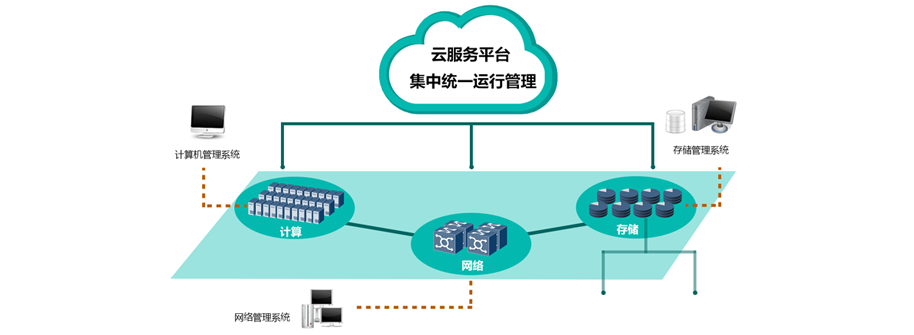 云服务平台
集中统一运行管理
计算机管理系统
存储管理系统
计算
存储
网络
网络管理系统